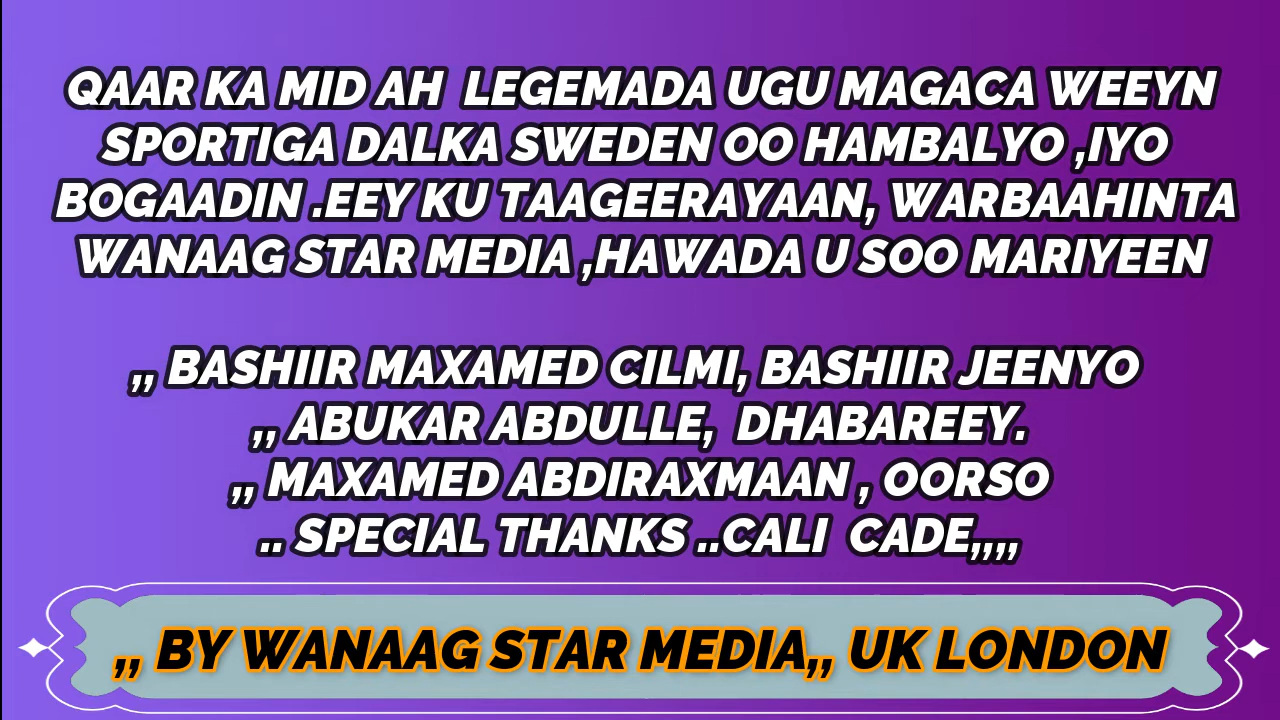 QAAR KA MID AH LEGEMADA UGU MAGACA WEEYN
SPORTIGA DALKA SWEDEN OO HAMBALYO ,IYO
BOGAADIN .EEY KU TAAGEERAYAAN, WARBAAHINTA
WANAAG STAR MEDIA ,HAWADA U SOO MARIYEEN
,, BASHIIR MAXAMED CILMI, BASHIIR JEENYO
,, ABUKAR ABDULLE, DHABAREEY.
,, MAXAMED ABDIRAXMAAN , OORSO
.. SPECIAL THANKS ..CALI CADE,,,,
,, BY WANAAG STAR MEDIA,, UK LONDON